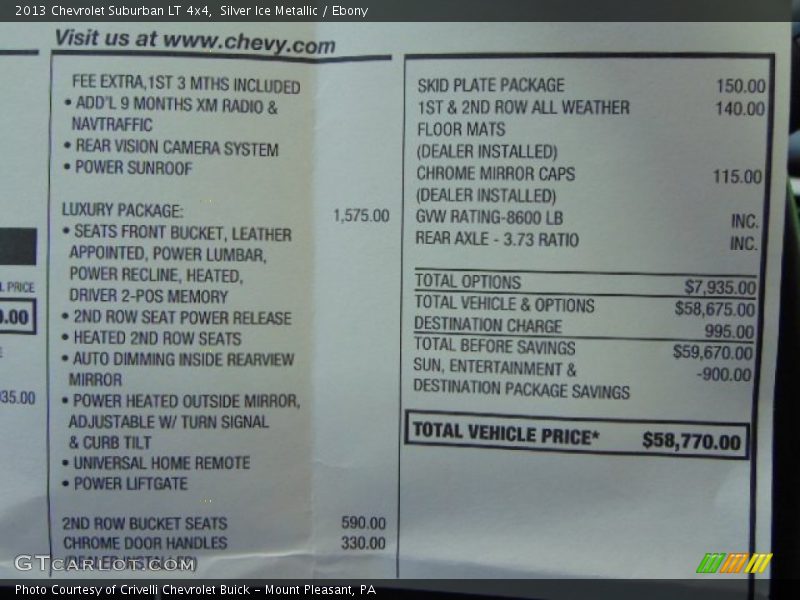 2013 Chevrolet Suburban LT 4x4, Silver Ice Metallic / Ebony
Visit us at www.chevy.com
L PRICE
0.00
E
935.00
FEE EXTRA,1ST 3 MTHS INCLUDED
• ADD'L 9 MONTHS XM RADIO &
NAVTRAFFIC
• REAR VISION CAMERA SYSTEM
• POWER SUNROOF
LUXURY PACKAGE: 1,575.00
• SEATS FRONT BUCKET, LEATHER
APPOINTED, POWER LUMBAR,
POWER RECLINE, HEATED,
DRIVER 2-POS MEMORY
• 2ND ROW SEAT POWER RELEASE
• HEATED 2ND ROW SEATS
• AUTO DIMMING INSIDE REARVIEW
MIRROR
• POWER HEATED OUTSIDE MIRROR,
ADJUSTABLE W/ TURN SIGNAL
& CURB TILT
• UNIVERSAL HOME REMOTE
• POWER LIFTGATE
2ND ROW BUCKET SEATS 590.00
CHROME DOOR HANDLES 330.00
(DEALER INSTALLED)
SKID PLATE PACKAGE 150.00
1ST & 2ND ROW ALL WEATHER 140.00
FLOOR MATS
(DEALER INSTALLED)
CHROME MIRROR CAPS 115.00
(DEALER INSTALLED)
GVW RATING-8600 LB INC.
REAR AXLE - 3.73 RATIO INC.
TOTAL OPTIONS $7,935.00
TOTAL VEHICLE & OPTIONS $58,675.00
DESTINATION CHARGE 995.00
TOTAL BEFORE SAVINGS $59,670.00
SUN, ENTERTAINMENT & -900.00
DESTINATION PACKAGE SAVINGS
TOTAL VEHICLE PRICE* $58,770.00
GTCARLOT.COM
Photo Courtesy of Crivelli Chevrolet Buick - Mount Pleasant, PA